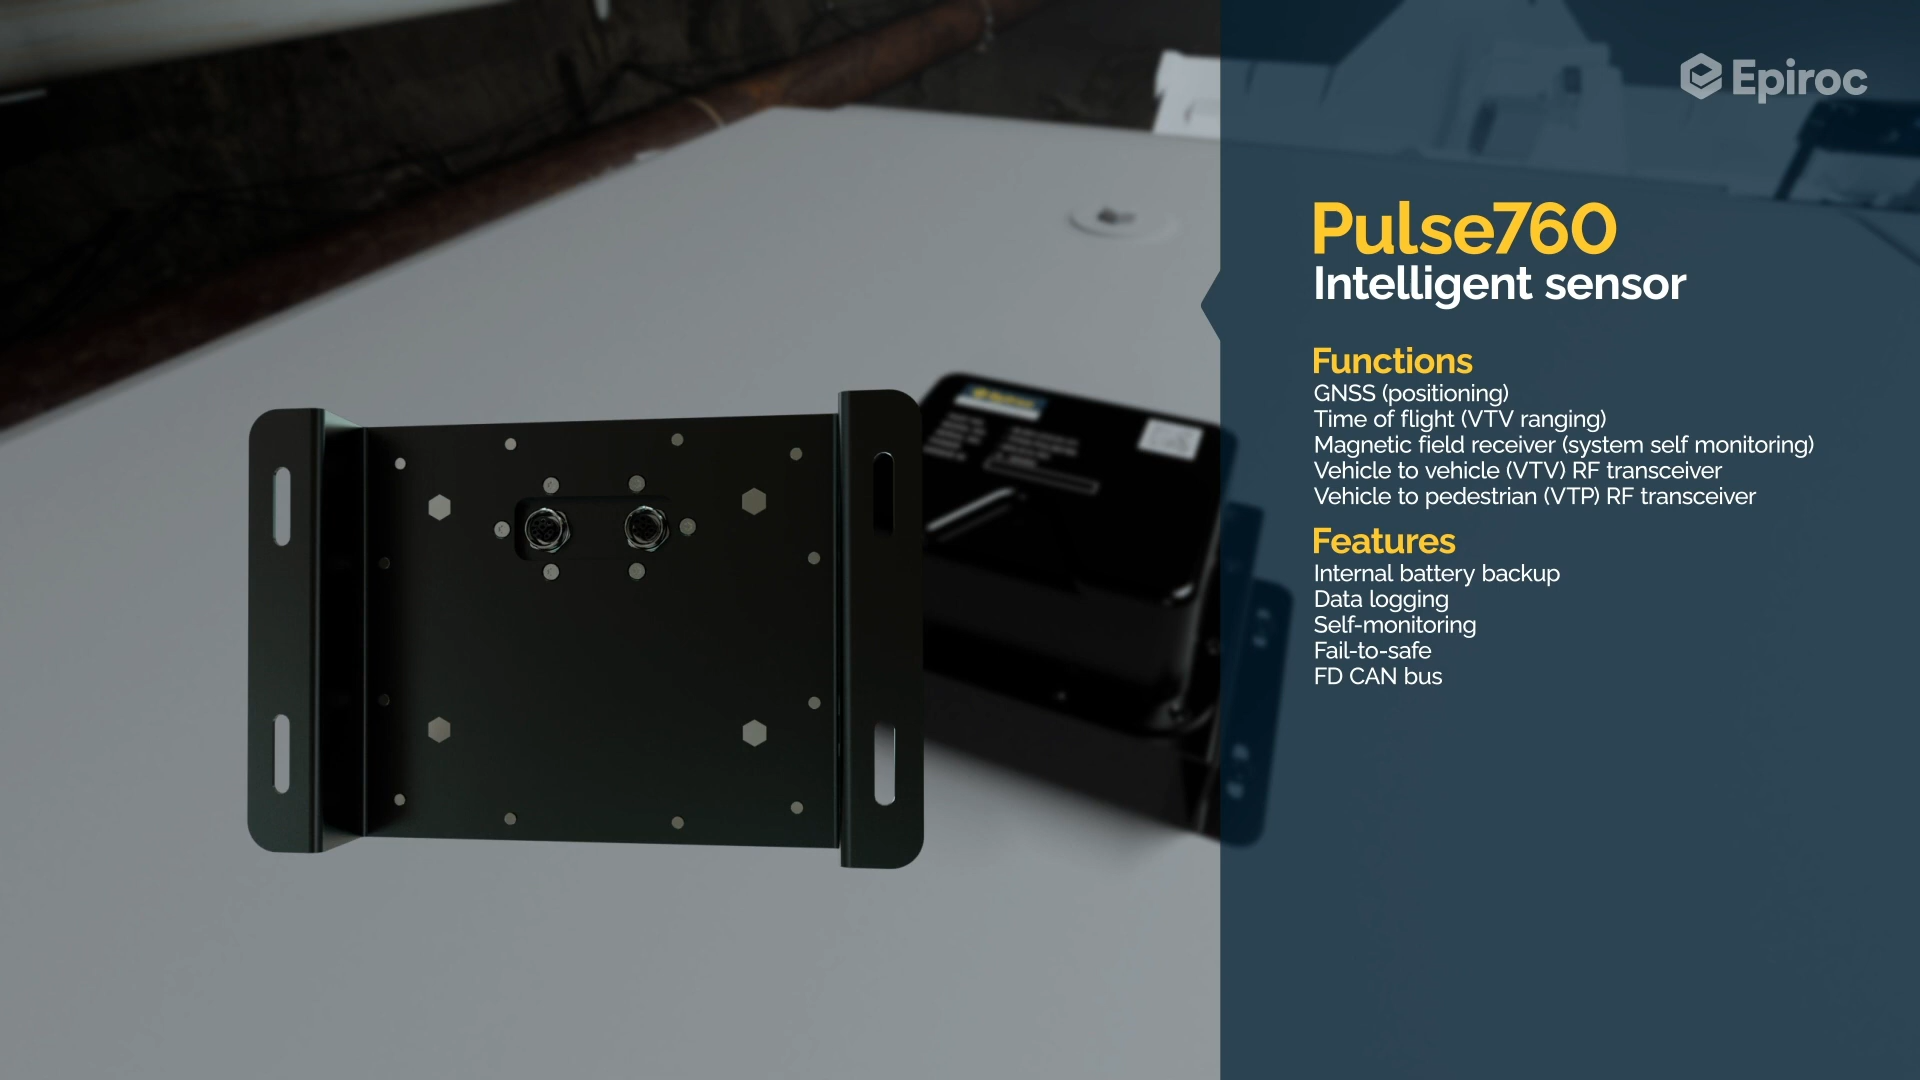 Epiroc
Pulse760
Intelligent sensor
Functions
GNSS (positioning)
Time of flight (VTV ranging)
Magnetic field receiver (system self monitoring)
Vehicle to vehicle (VTV) RF transceiver
Vehicle to pedestrian (VTP) RF transceiver
Features
Internal battery backup
Data logging
Self-monitoring
Fail-to-safe
FD CAN bus